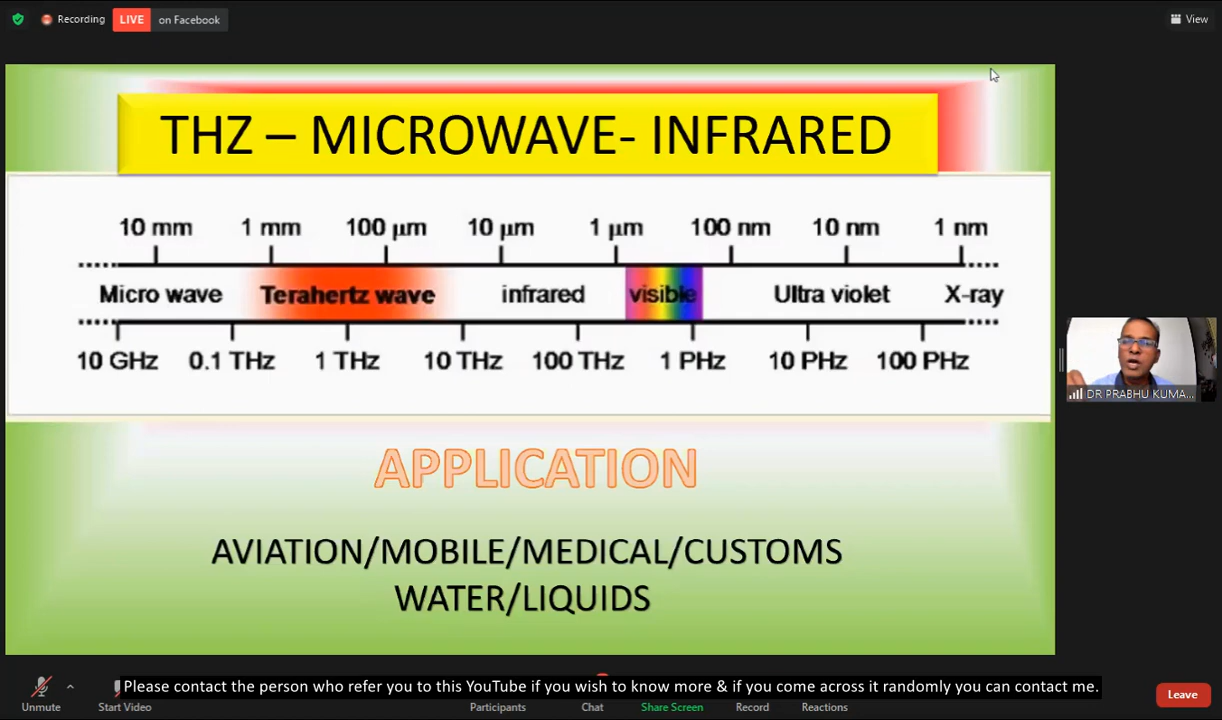 Recording LIVE on Facebook View
THZ – MICROWAVE- INFRARED
10 mm 1 mm 100 μm 10 μm 1 μm 100 nm 10 nm 1 nm
Micro wave Terahertz wave infrared visible Ultra violet X-ray
10 GHz 0.1 THz 1 THz 10 THz 100 THz 1 PHz 10 PHz 100 PHz
DR PRABHU KUMA...
APPLICATION
AVIATION/MOBILE/MEDICAL/CUSTOMS
WATER/LIQUIDS
Please contact the person who refer you to this YouTube if you wish to know more & if you come across it randomly you can contact me.
Unmute Start Video Participants Chat Share Screen Record Reactions Leave